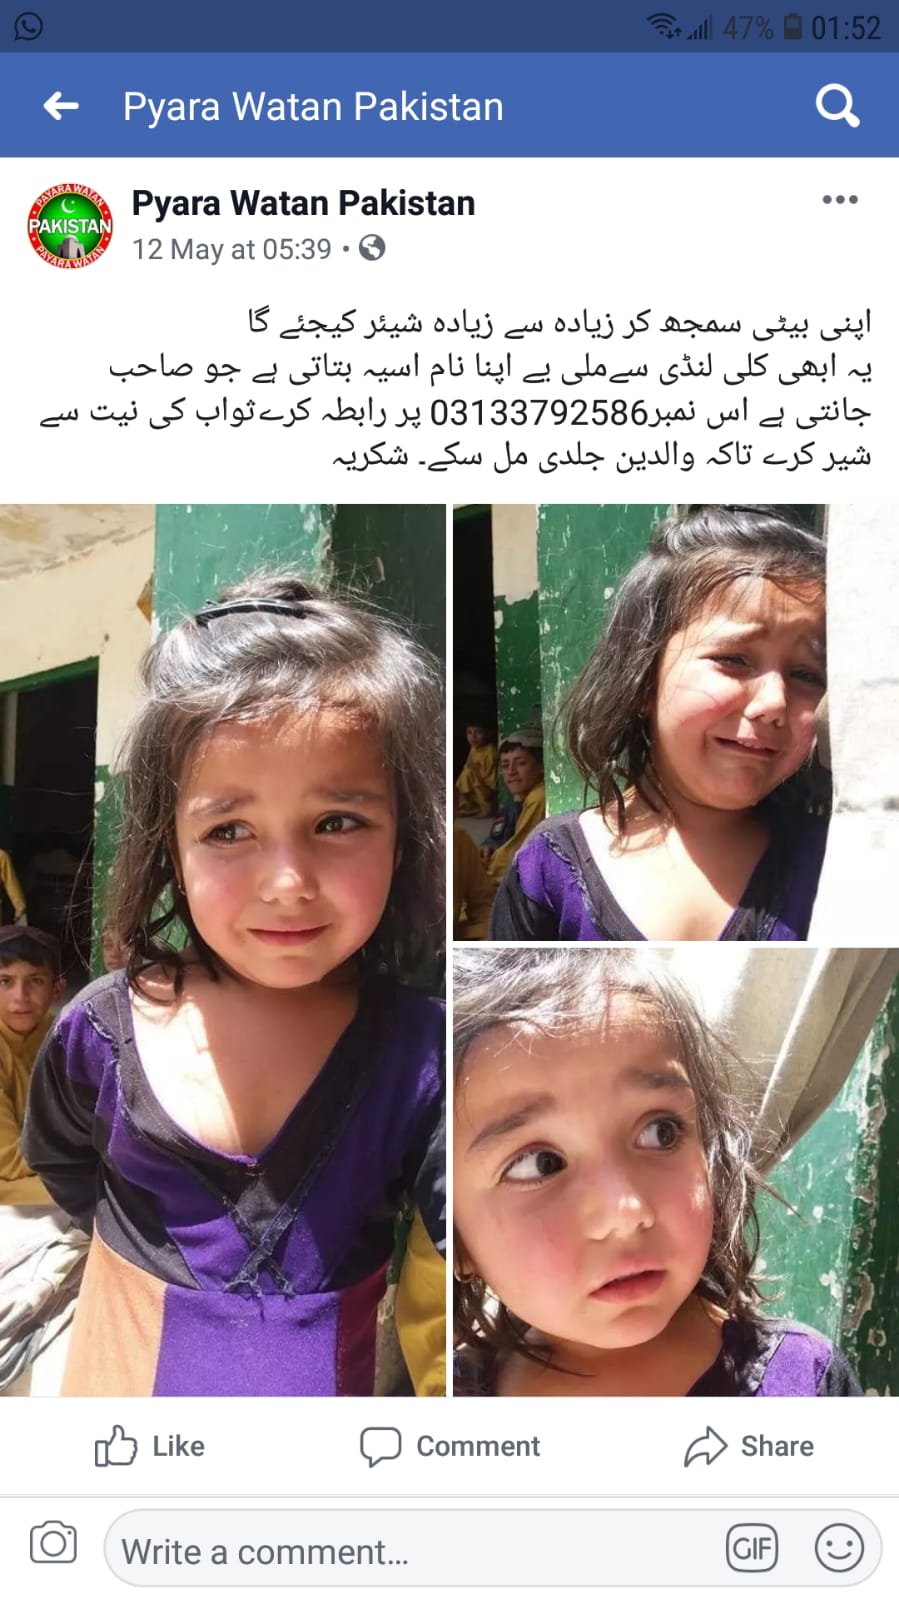 47% 01:52
Pyara Watan Pakistan
PAYARA WATAN
PAKISTAN
PAYARA WATAN
Pyara Watan Pakistan
12 May at 05:39 •
اپنی بیٹی سمجھ کر زیادہ سے زیادہ شیئر کیجئے گا
یہ ابھی کلی لنڈی سےملی ہے اپنا نام اسیہ بتاتی ہے جو صاحب
جانتی ہے اس نمبر03133792586 پر رابطہ کرےثواب کی نیت سے
شیر کرے تاکہ والدین جلدی مل سکے۔ شکریہ
Like Comment Share
Write a comment... GIF